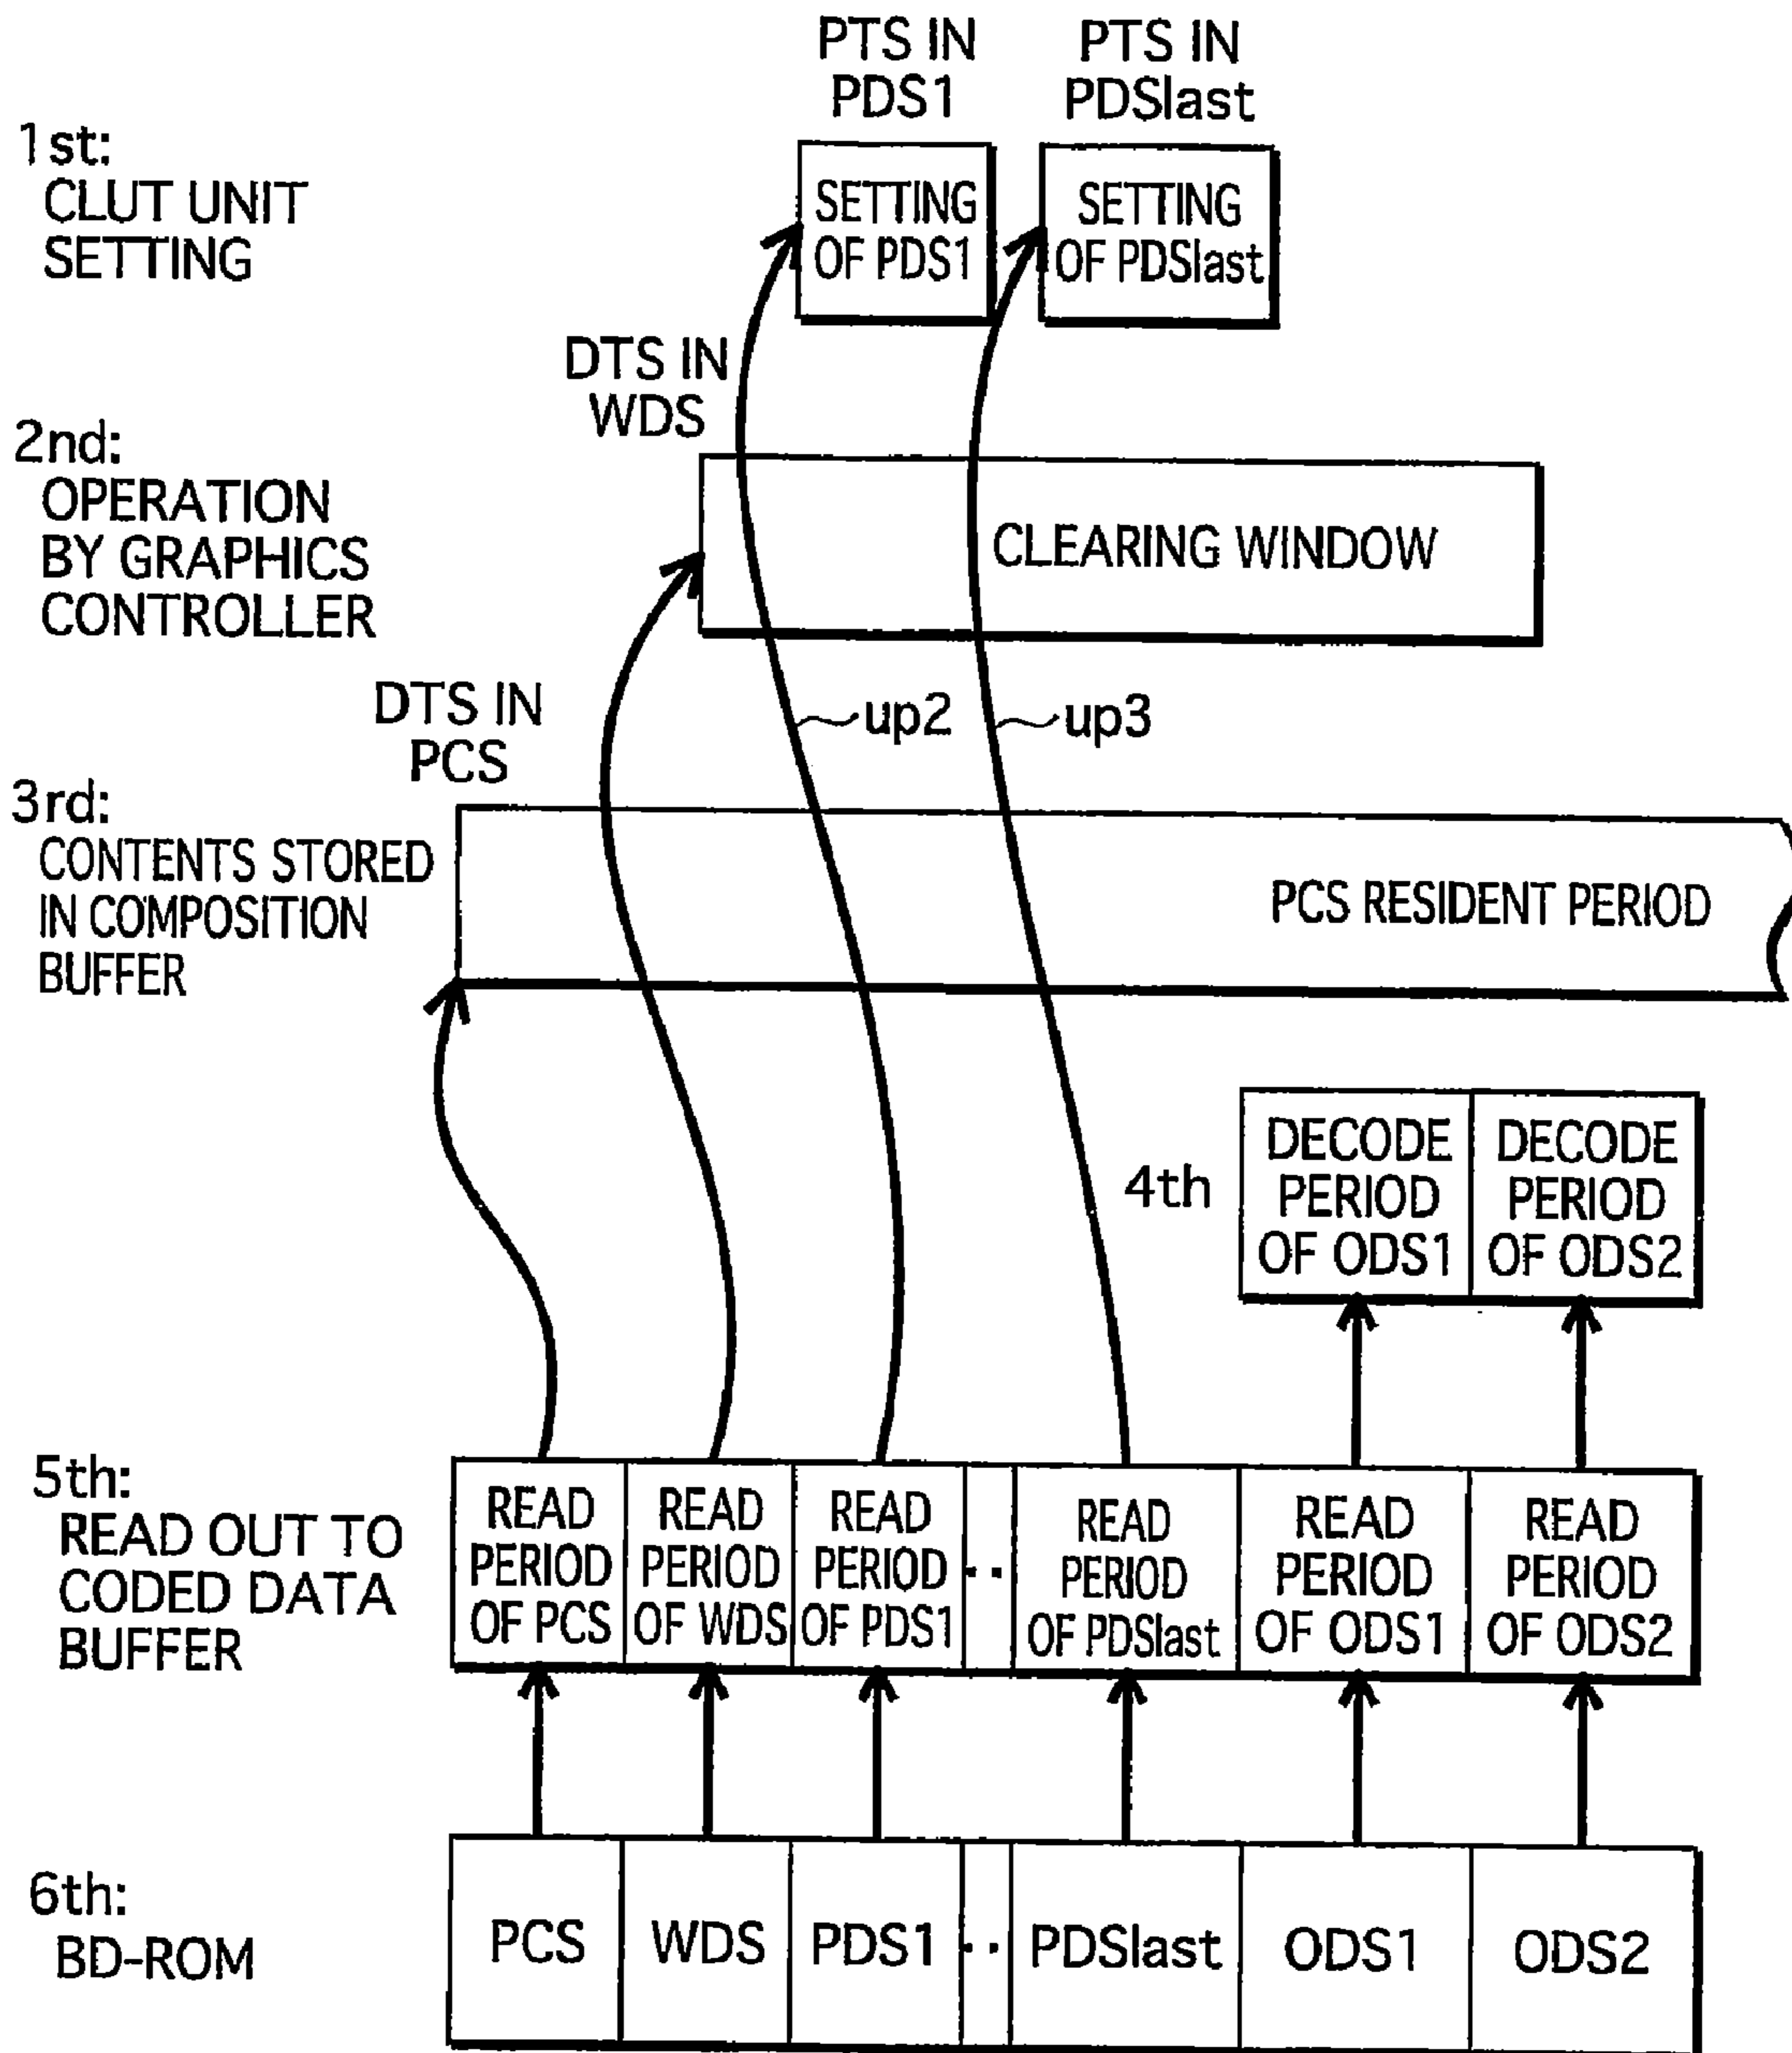 PTS IN
PDS1
PTS IN
PDSlast
1st:
CLUT UNIT
SETTING
SETTING
OF PDS1
SETTING
OF PDSlast
DTS IN
WDS
2nd:
OPERATION
BY GRAPHICS
CONTROLLER
CLEARING WINDOW
DTS IN
PCS
up2
up3
3rd:
CONTENTS STORED
IN COMPOSITION
BUFFER
PCS RESIDENT PERIOD
4th
DECODE
PERIOD
OF ODS1
DECODE
PERIOD
OF ODS2
5th:
READ OUT TO
CODED DATA
BUFFER
READ
PERIOD
OF PCS
READ
PERIOD
OF WDS
READ
PERIOD
OF PDS1
··
READ
PERIOD
OF PDSlast
READ
PERIOD
OF ODS1
READ
PERIOD
OF ODS2
6th:
BD-ROM
PCS
WDS
PDS1
··
PDSlast
ODS1
ODS2